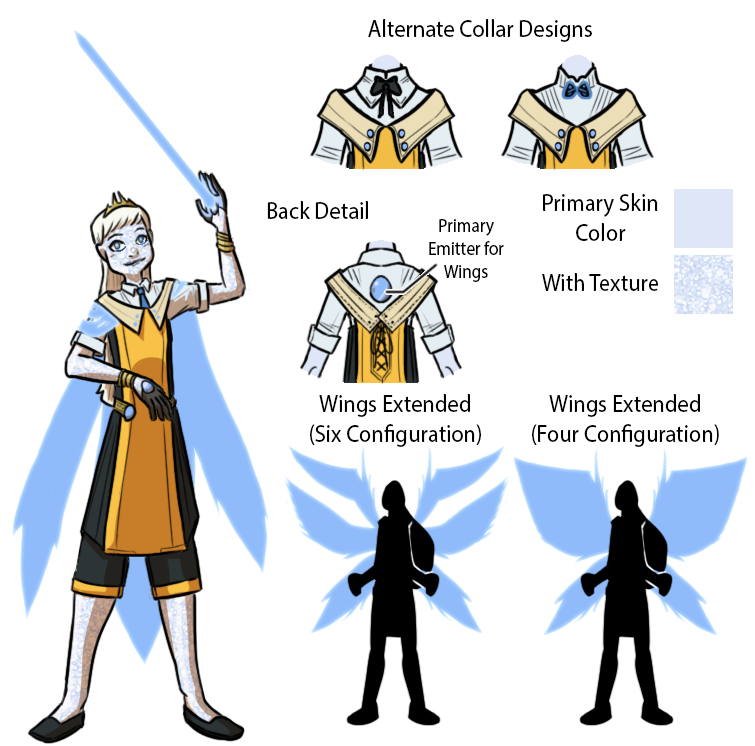 Alternate Collar Designs
Back Detail
Primary
Emitter for
Wings
Primary Skin
Color
With Texture
Wings Extended
(Six Configuration)
Wings Extended
(Four Configuration)